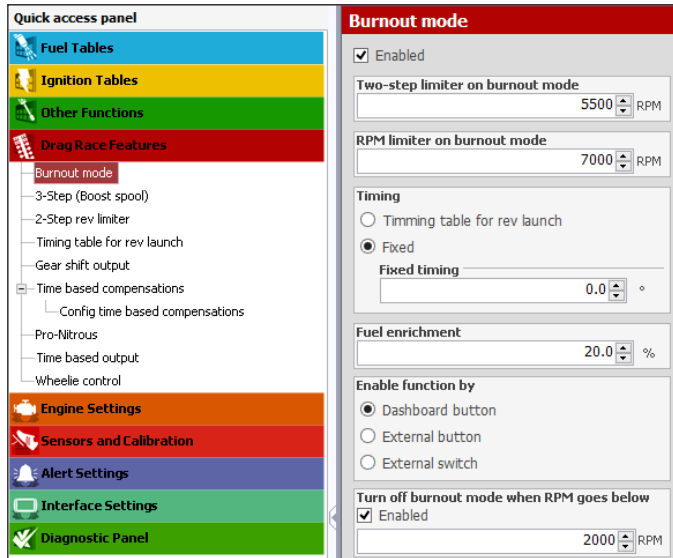 Quick access panel
Fuel Tables
Ignition Tables
Other Functions
Drag Race Features
Burnout mode
3-Step (Boost spool)
2-Step rev limiter
Timing table for rev launch
Gear shift output
Time based compensations
Config time based compensations
Pro-Nitrous
Time based output
Wheelie control
Engine Settings
Sensors and Calibration
Alert Settings
Interface Settings
Diagnostic Panel
Burnout mode
Enabled
Two-step limiter on burnout mode
5500 RPM
RPM limiter on burnout mode
7000 RPM
Timing
Timming table for rev launch
Fixed
Fixed timing
0.0 °
Fuel enrichment
20.0 %
Enable function by
Dashboard button
External button
External switch
Turn off burnout mode when RPM goes below
Enabled
2000 RPM